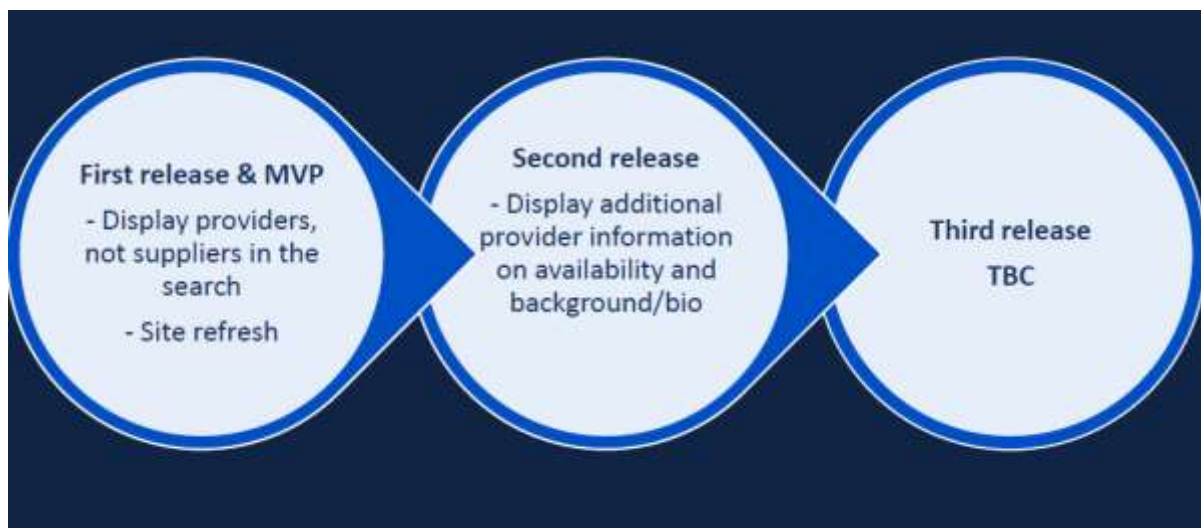 First release & MVP
- Display providers,
not suppliers in the
search
- Site refresh
Second release
- Display additional
provider information
on availability and
background/bio
Third release
TBC